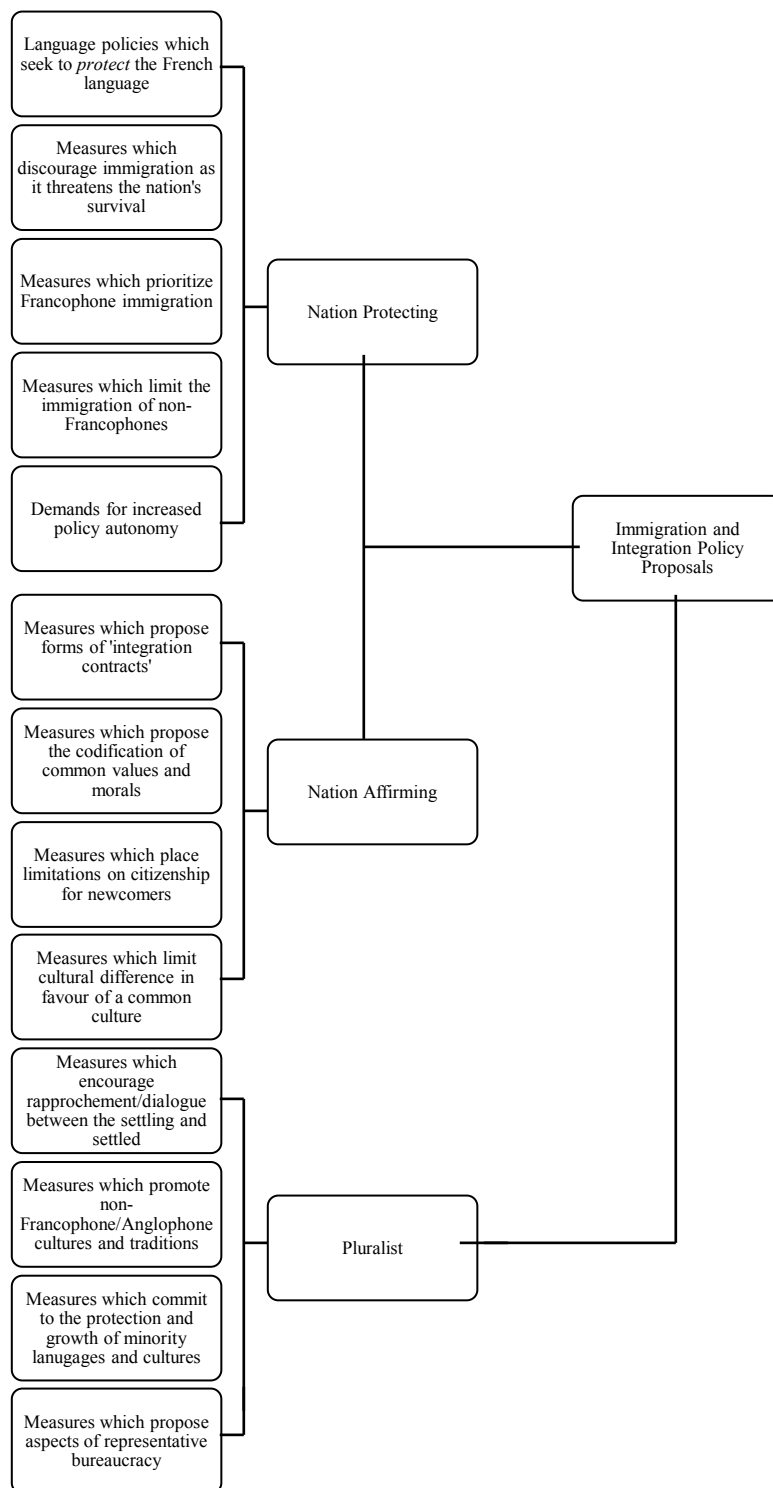 Language policies which
seek to protect the French
language
Measures which
discourage immigration as
it threatens the nation's
survival
Measures which prioritize
Francophone immigration
Measures which limit the
immigration of non-
Francophones
Demands for increased
policy autonomy
Nation Protecting
Measures which propose
forms of 'integration
contracts'
Measures which propose
the codification of
common values and
morals
Measures which place
limitations on citizenship
for newcomers
Measures which limit
cultural difference in
favour of a common
culture
Nation Affirming
Measures which
encourage
rapprochement/dialogue
between the settling and
settled
Measures which promote
non-
Francophone/Anglophone
cultures and traditions
Measures which commit
to the protection and
growth of minority
lanugages and cultures
Measures which propose
aspects of representative
bureaucracy
Pluralist
Immigration and
Integration Policy
Proposals